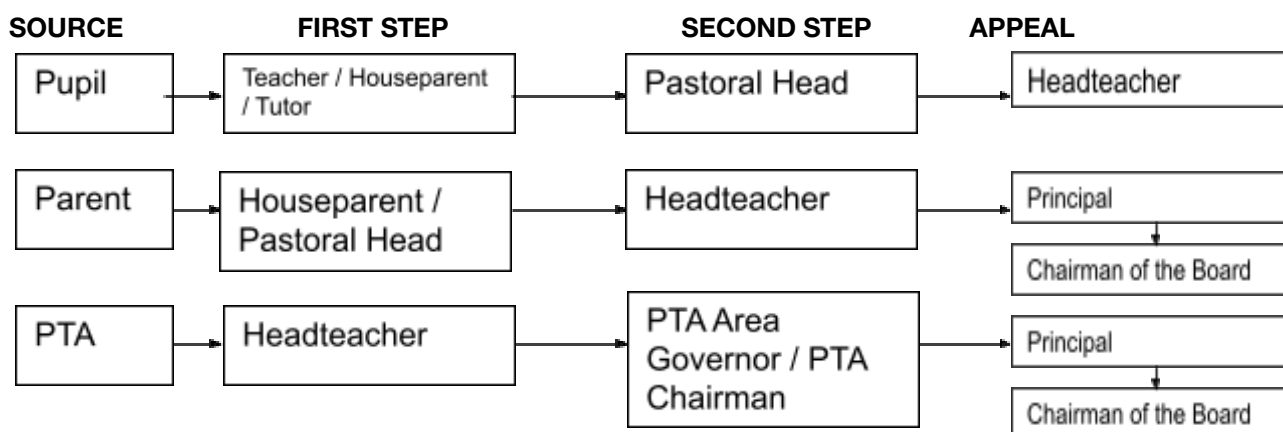 SOURCE FIRST STEP SECOND STEP APPEAL
Pupil
Teacher / Houseparent
/ Tutor
Pastoral Head
Headteacher
Parent
Houseparent /
Pastoral Head
Headteacher
Principal
Chairman of the Board
PTA
Headteacher
PTA Area
Governor / PTA
Chairman
Principal
Chairman of the Board